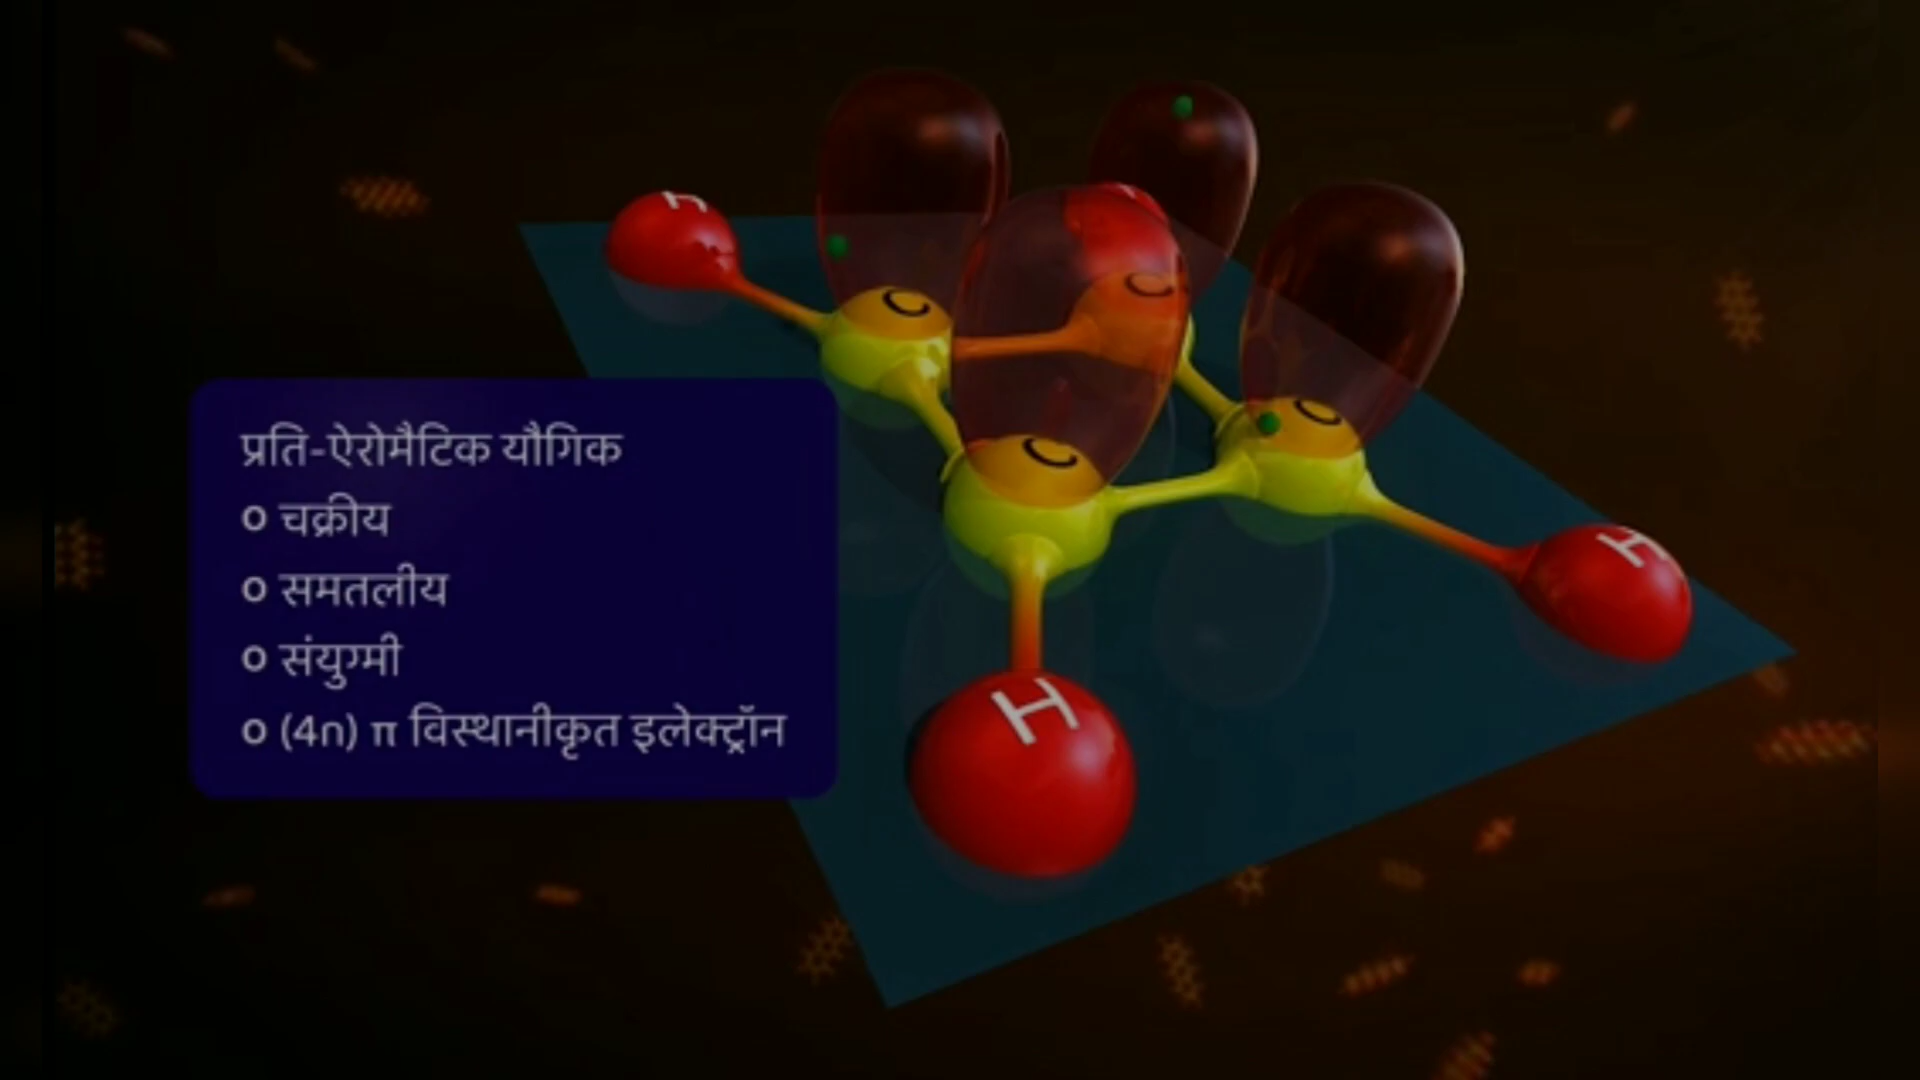 प्रति-ऐरोमैटिक यौगिक
o चक्रीय
o समतलीय
o संयुग्मी
o (4n) π विस्थानीकृत इलेक्ट्रॉन
H
H
C
C
C
C
H
H